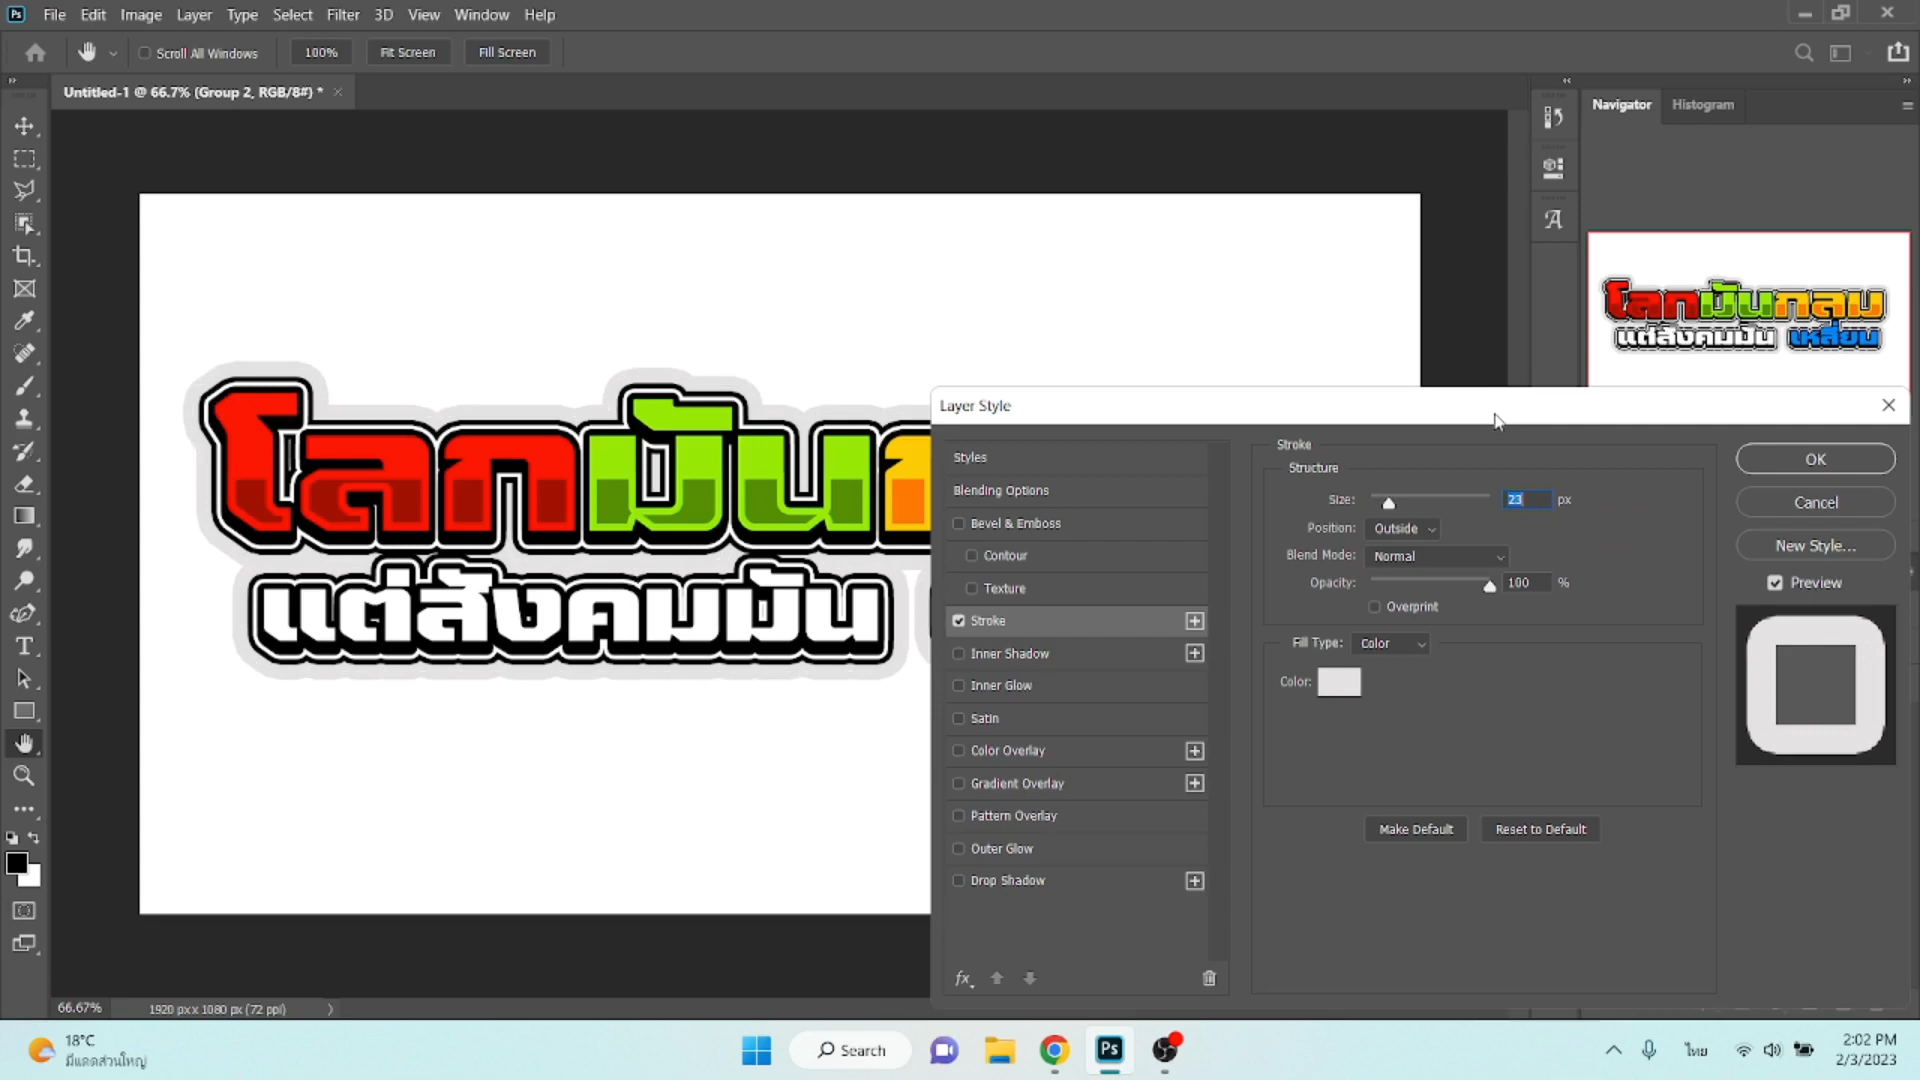 Ps File Edit Image Layer Type Select Filter 3D View Window Help
Scroll All Windows 100% Fit Screen Fill Screen
Untitled-1 @ 66.7% (Group 2, RGB/8#) *
Navigator Histogram
โลกมันกลม
แต่สังคมมัน เหลี่ยม
โลกมัน
แต่สังคมมัน
Layer Style
Styles
Blending Options
Bevel & Emboss
Contour
Texture
Stroke
Inner Shadow
Inner Glow
Satin
Color Overlay
Gradient Overlay
Pattern Overlay
Outer Glow
Drop Shadow
fx
Stroke
Structure
Size: 23 px
Position: Outside
Blend Mode: Normal
Opacity: 100 %
Overprint
Fill Type: Color
Color:
Make Default Reset to Default
OK
Cancel
New Style...
Preview
66.67% 1920 px x 1080 px (72 ppi)
18°C
มีแดดส่วนใหญ่
Search
Ps
ไทย
2:02 PM
2/3/2023